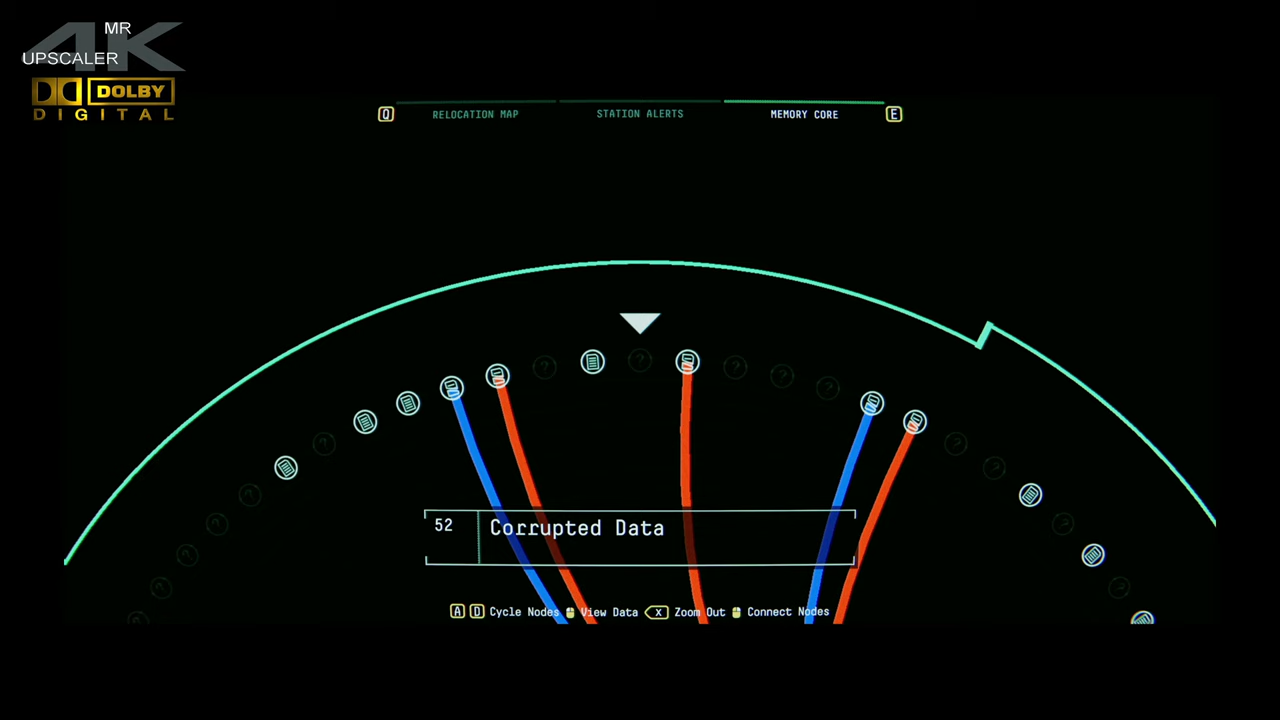 4K
MR
UPSCALER
DOLBY
DIGITAL
Q RELOCATION MAP STATION ALERTS MEMORY CORE E
52 Corrupted Data
A D Cycle Nodes View Data X Zoom Out Connect Nodes